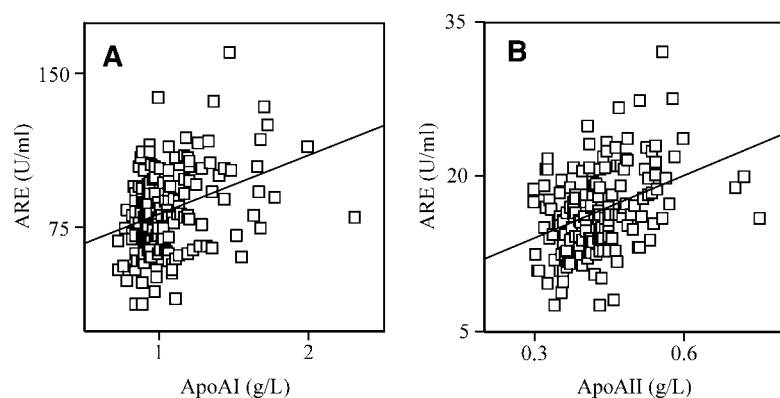 A
B
150
75
ARE (U/ml)
1
2
ApoAI (g/L)
35
20
5
ARE (U/ml)
0.3
0.6
ApoAII (g/L)